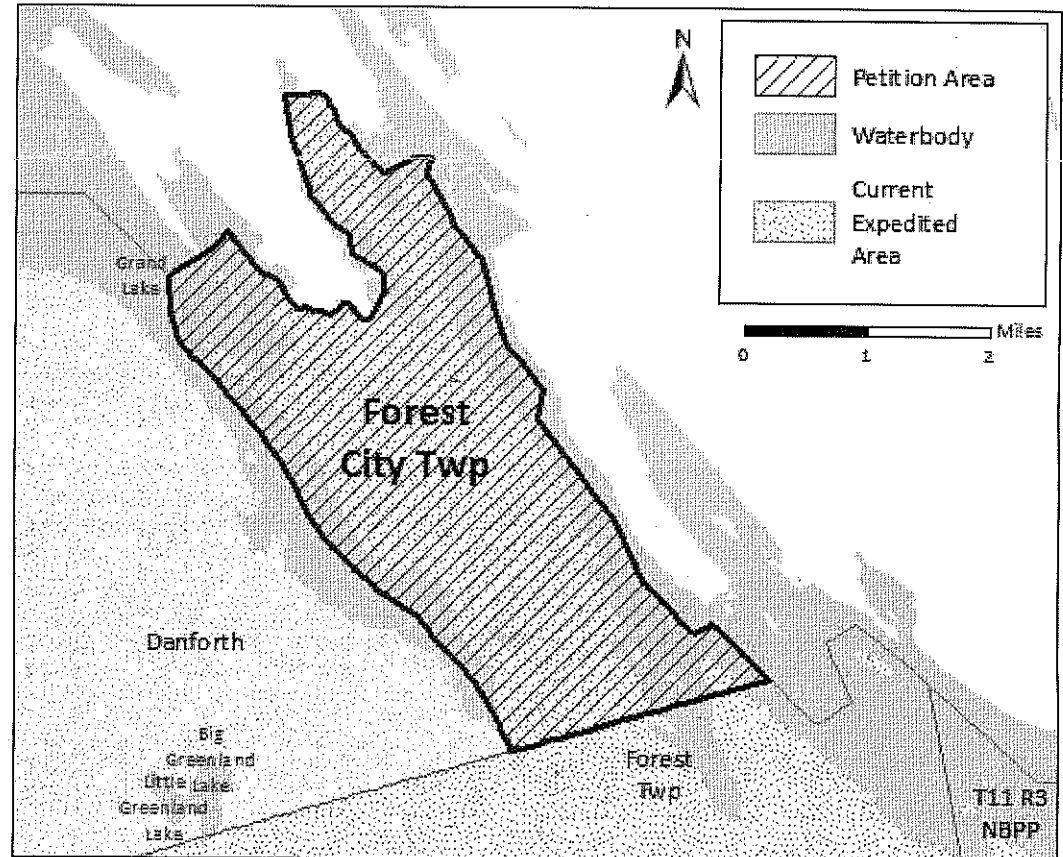 N
Petition Area
Waterbody
Current
Expedited
Area
Miles
0 1 2
Grand
Lake
Forest
City Twp
Danforth
Big
Greenland
Little Lake
Greenland
Lake
Forest
Twp
T11 R3
NBPP